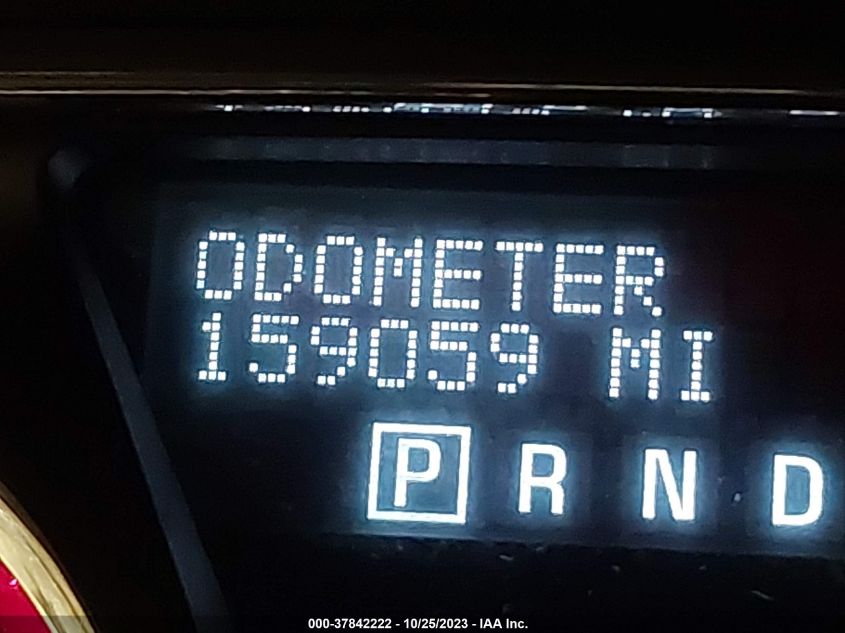 ODOMETER
159059 MI
P R N D
000-37842222 - 10/25/2023 - IAA Inc.